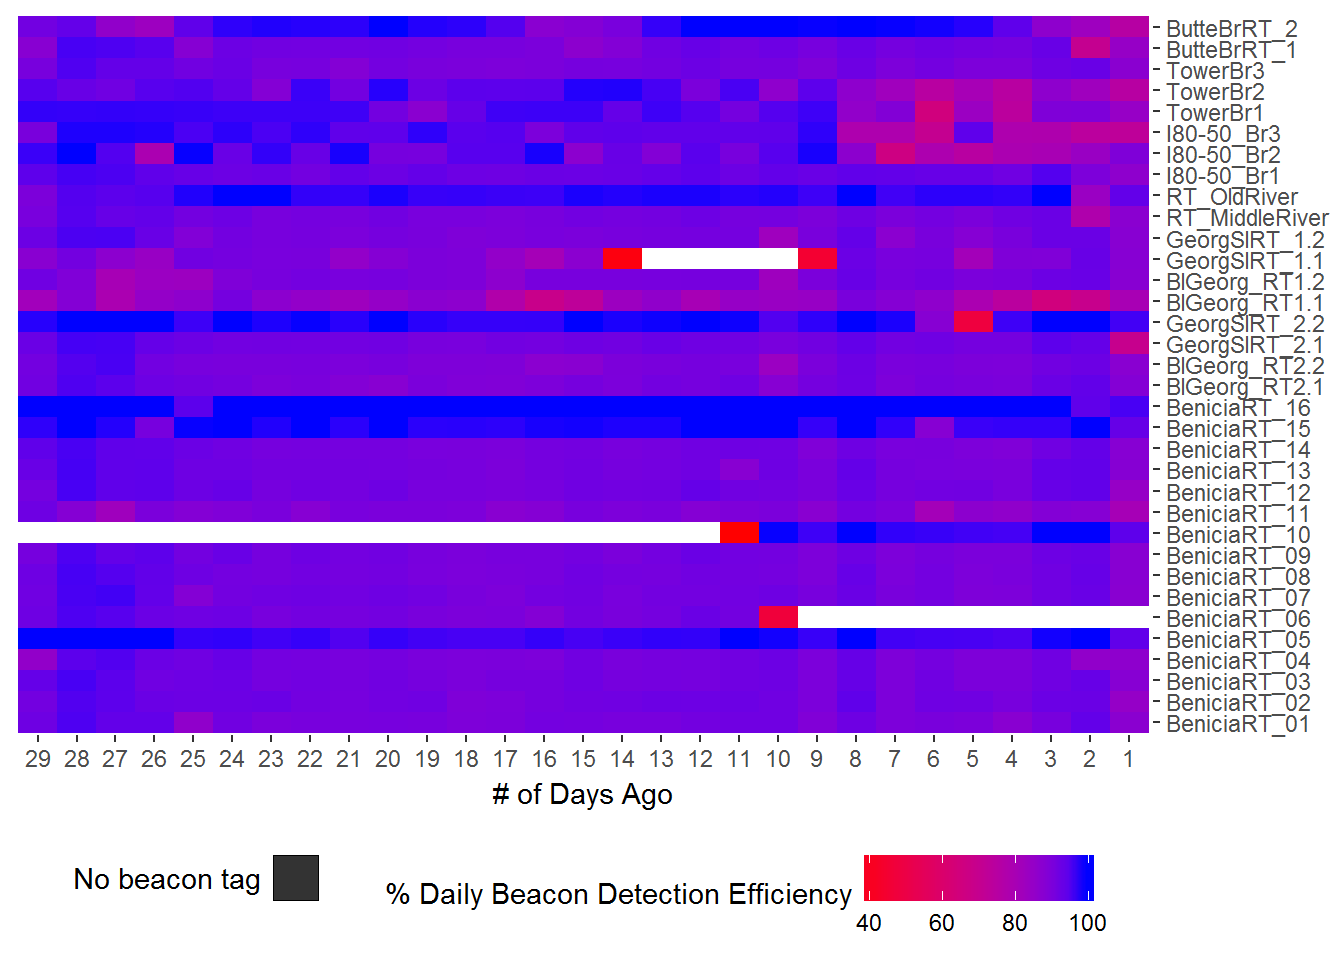 ButteBrRT_2
ButteBrRT_1
TowerBr3
TowerBr2
TowerBr1
I80-50_Br3
I80-50_Br2
I80-50_Br1
RT_OldRiver
RT_MiddleRiver
GeorgSlRT_1.2
GeorgSlRT_1.1
BlGeorg_RT1.2
BlGeorg_RT1.1
GeorgSlRT_2.2
GeorgSlRT_2.1
BlGeorg_RT2.2
BlGeorg_RT2.1
BeniciaRT_16
BeniciaRT_15
BeniciaRT_14
BeniciaRT_13
BeniciaRT_12
BeniciaRT_11
BeniciaRT_10
BeniciaRT_09
BeniciaRT_08
BeniciaRT_07
BeniciaRT_06
BeniciaRT_05
BeniciaRT_04
BeniciaRT_03
BeniciaRT_02
BeniciaRT_01
29 28 27 26 25 24 23 22 21 20 19 18 17 16 15 14 13 12 11 10 9 8 7 6 5 4 3 2 1
# of Days Ago
No beacon tag
% Daily Beacon Detection Efficiency
40 60 80 100